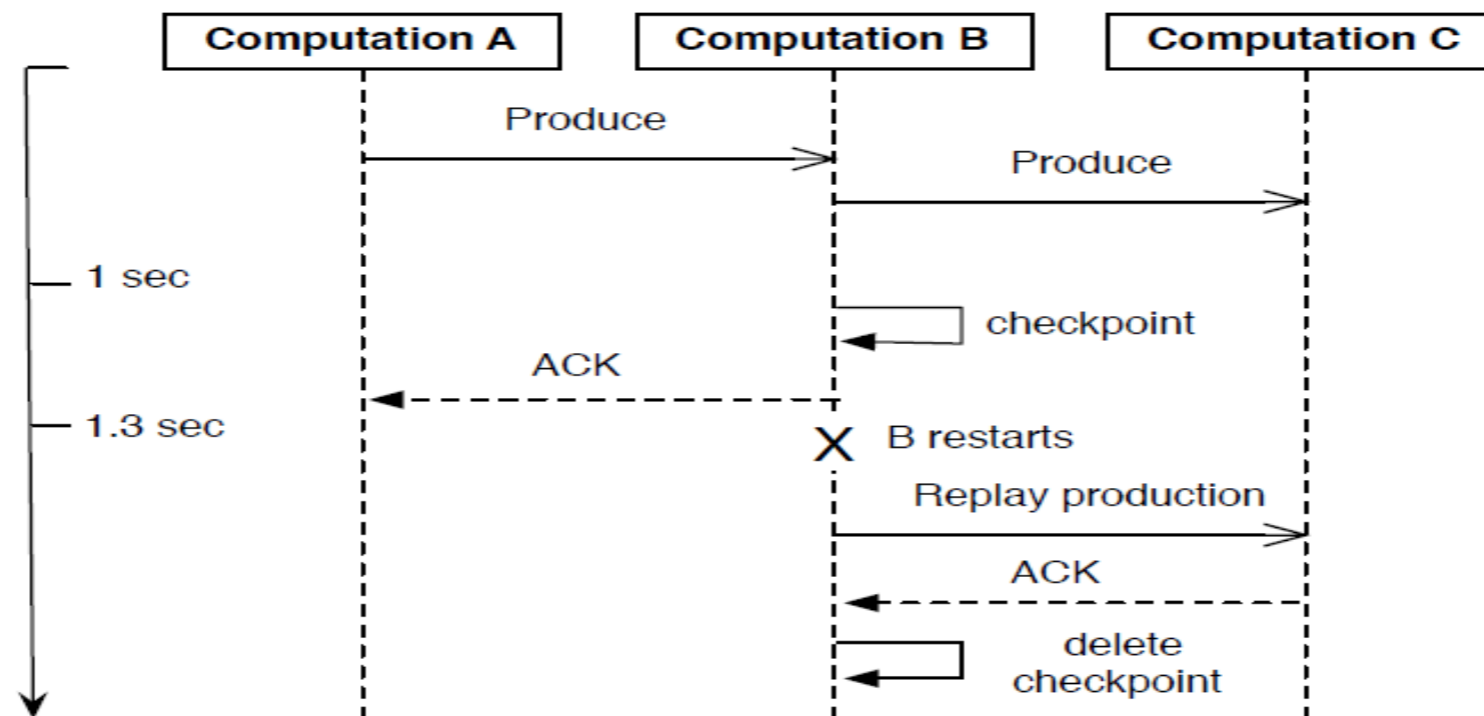 Computation A
Computation B
Computation C
Produce
Produce
1 sec
checkpoint
ACK
1.3 sec
B restarts
Replay production
ACK
delete
checkpoint